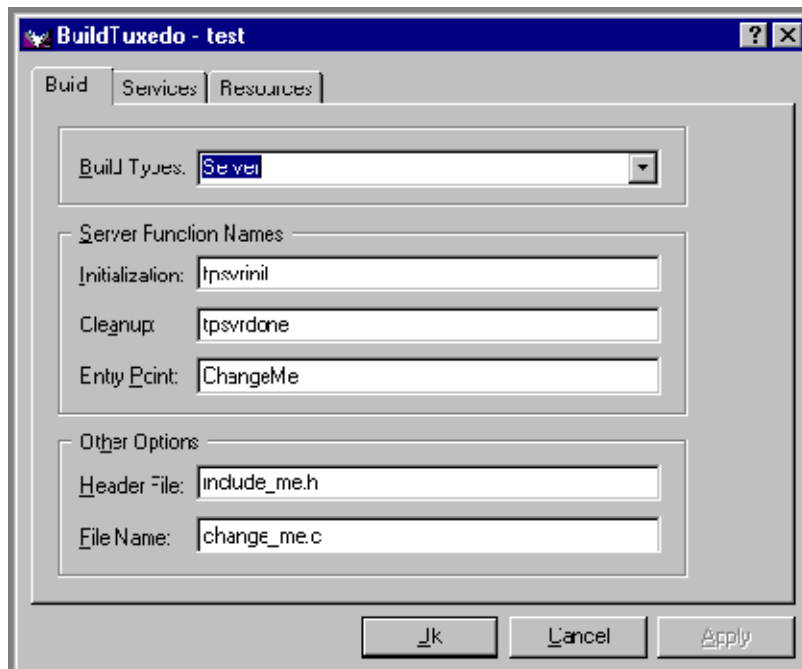 BuildTuxedo - test
Build Services Resources
Build Types: Server
Server Function Names
Initialization: tpsvrinit
Cleanup: tpsvrdone
Entry Point: ChangeMe
Other Options
Header File: include_me.h
File Name: change_me.c
Ok Cancel Apply